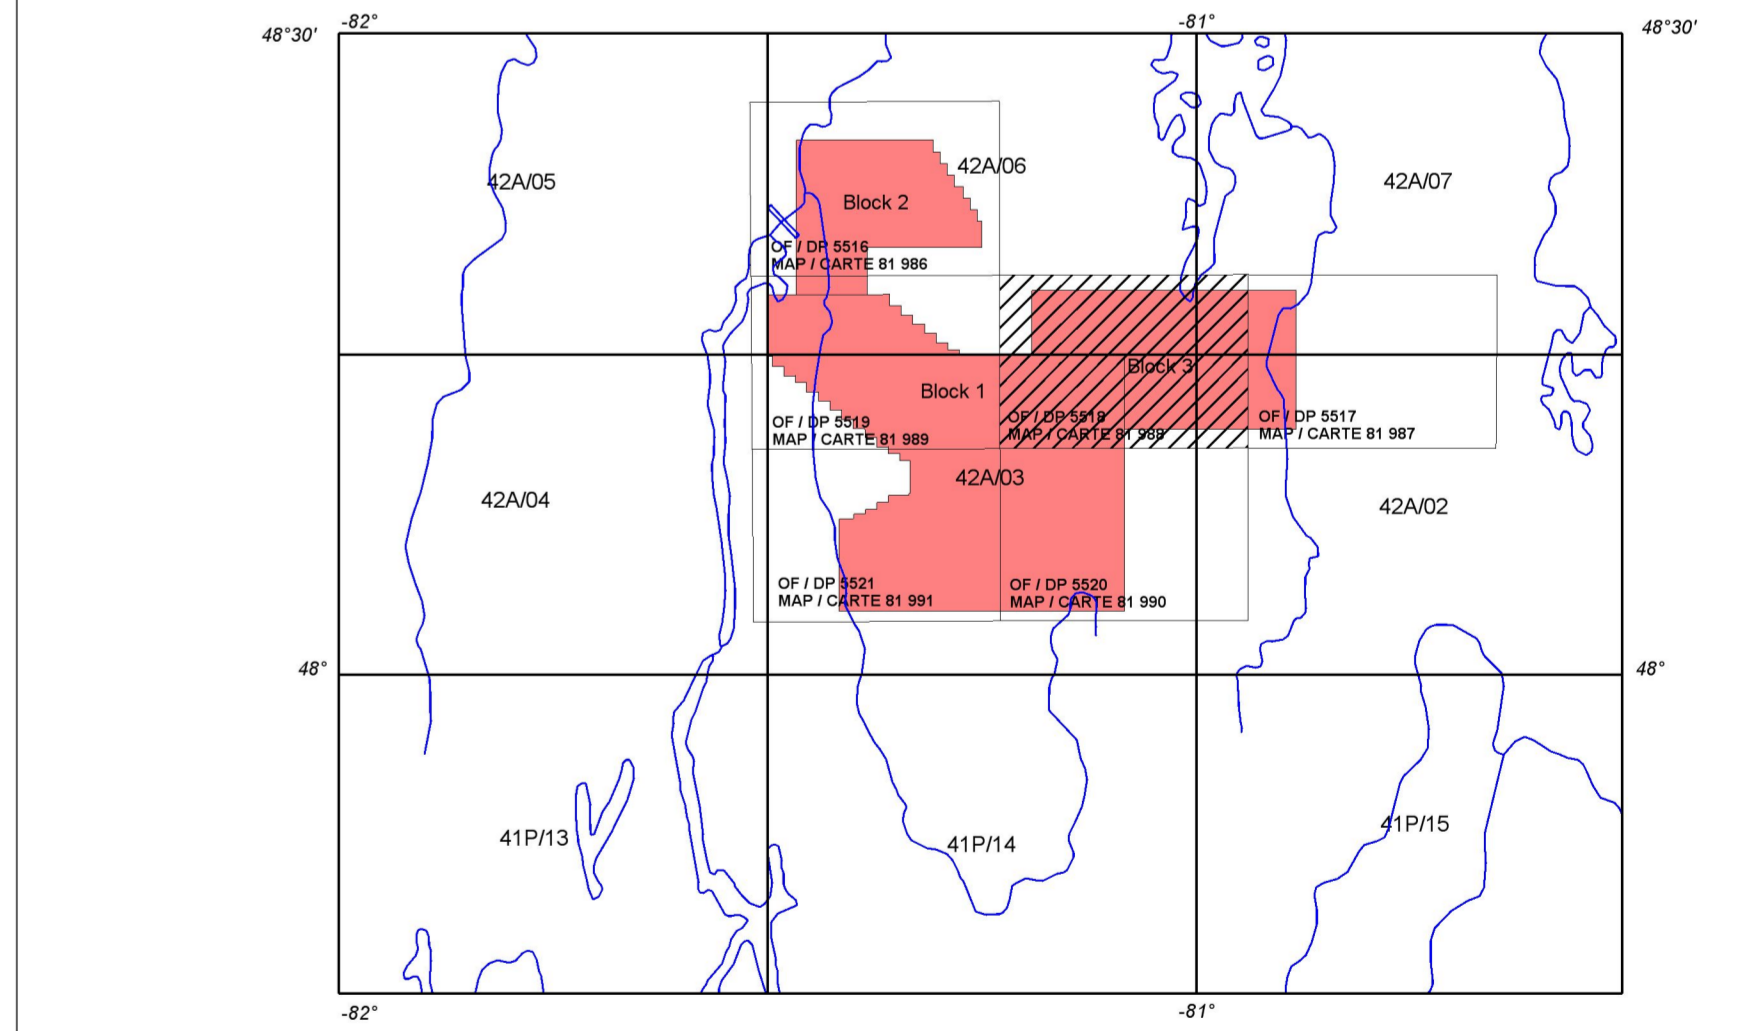 -82°
-81°
48°30'
48°30'
42A/05
42A/06
42A/07
Block 2
OF / DP 5516
MAP / CARTE 81 986
Block 3
Block 1
OF / DP 5519
MAP / CARTE 81 989
OF / DP 5518
MAP / CARTE 81 988
OF / DP 5517
MAP / CARTE 81 987
42A/04
42A/03
42A/02
OF / DP 5521
MAP / CARTE 81 991
OF / DP 5520
MAP / CARTE 81 990
48°
48°
41P/13
41P/14
41P/15
-82°
-81°